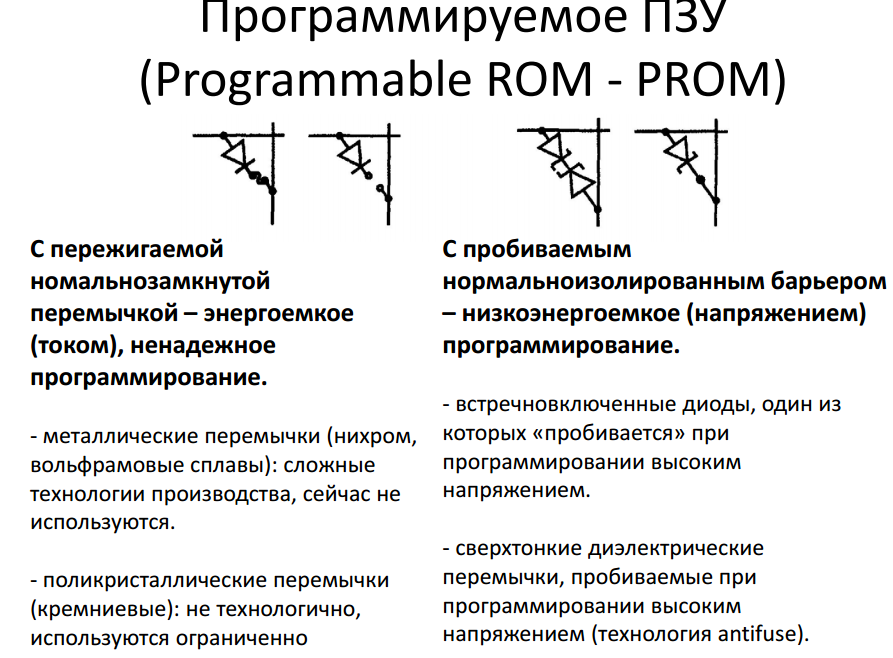 Программируемое ПЗУ
(Programmable ROM - PROM)
С пережигаемой
номальнозамкнутой
перемычкой – энергоемкое
(током), ненадежное
программирование.
- металлические перемычки (нихром,
вольфрамовые сплавы): сложные
технологии производства, сейчас не
используются.
- поликристаллические перемычки
(кремниевые): не технологично,
используются ограниченно
С пробиваемым
нормальноизолированным барьером
– низкоэнергоемкое (напряжением)
программирование.
- встречновключенные диоды, один из
которых «пробивается» при
программировании высоким
напряжением.
- сверхтонкие диэлектрические
перемычки, пробиваемые при
программировании высоким
напряжением (технология antifuse).